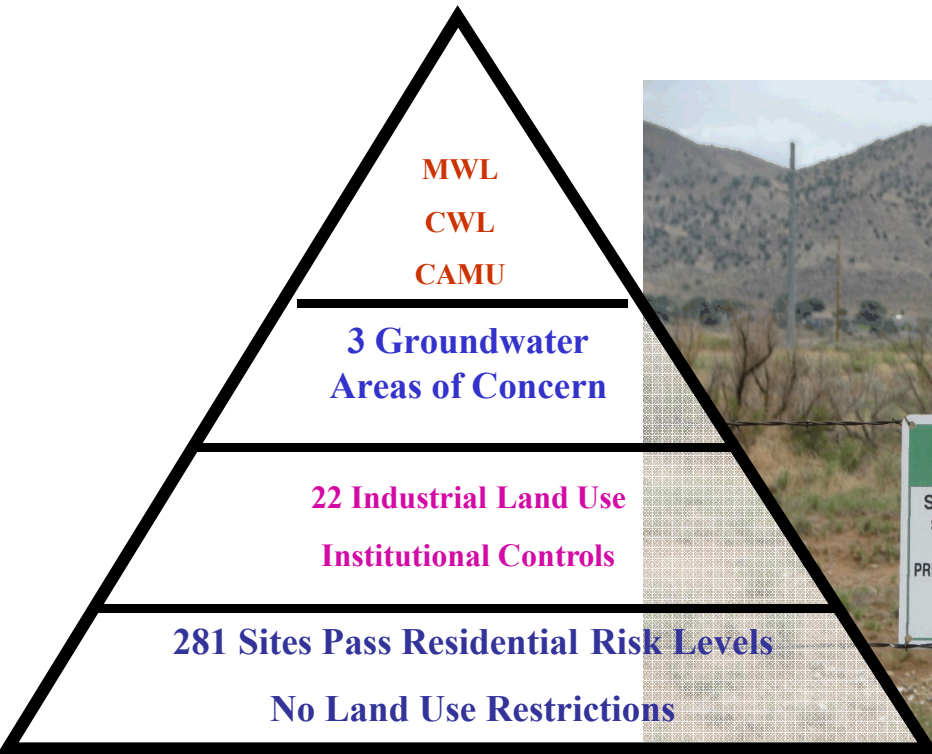 MWL
CWL
CAMU
3 Groundwater
Areas of Concern
22 Industrial Land Use
Institutional Controls
281 Sites Pass Residential Risk Levels
No Land Use Restrictions